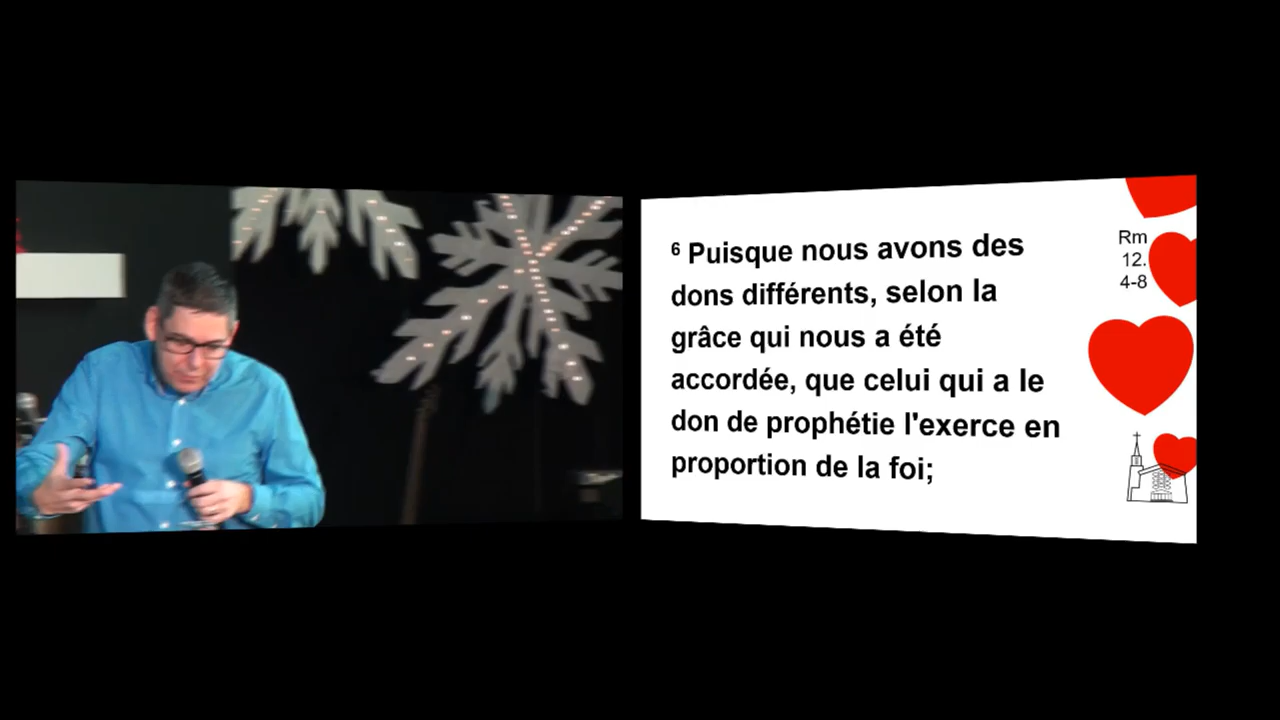 ⁶ Puisque nous avons des
dons différents, selon la
grâce qui nous a été
accordée, que celui qui a le
don de prophétie l'exerce en
proportion de la foi;
Rm
12.
4-8